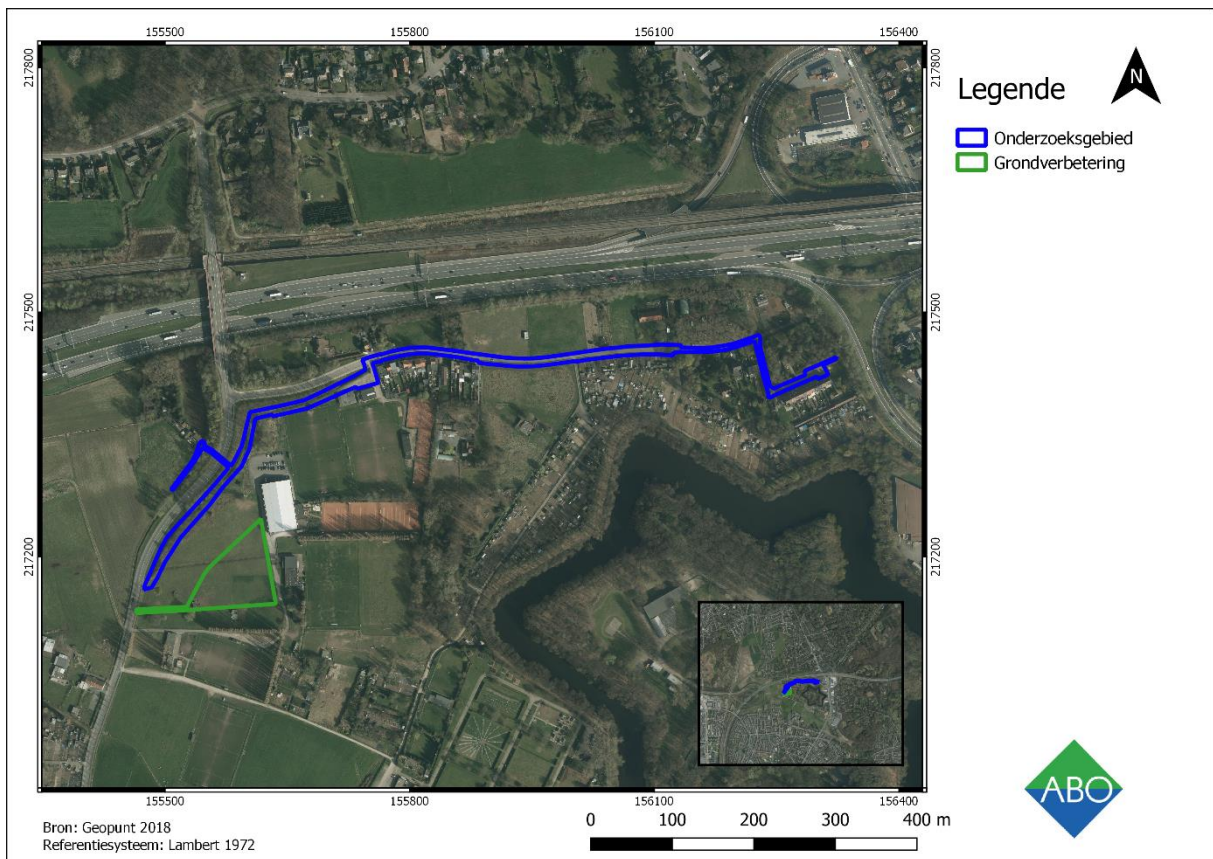 155500 155800 156100 156400
217800 217800
Legende
N
Onderzoeksgebied
Grondverbetering
217500 217500
217200 217200
155500 155800 156100 156400
Bron: Geopunt 2018
Referentiesysteem: Lambert 1972
0 100 200 300 400 m
ABO